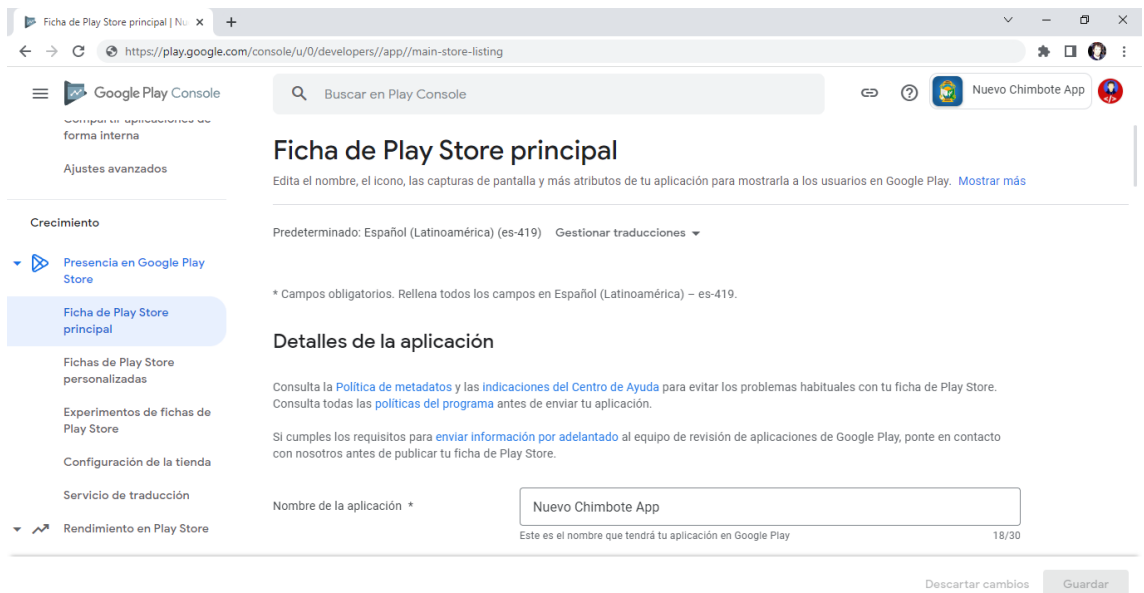 Ficha de Play Store principal | Nu
https://play.google.com/console/u/0/developers//app//main-store-listing
Google Play Console
Buscar en Play Console
Nuevo Chimbote App
Compartir aplicaciones de
forma interna
Ajustes avanzados
Crecimiento
Presencia en Google Play
Store
Ficha de Play Store
principal
Fichas de Play Store
personalizadas
Experimentos de fichas de
Play Store
Configuración de la tienda
Servicio de traducción
Rendimiento en Play Store
Ficha de Play Store principal
Edita el nombre, el icono, las capturas de pantalla y más atributos de tu aplicación para mostrarla a los usuarios en Google Play. Mostrar más
Predeterminado: Español (Latinoamérica) (es-419) Gestionar traducciones
* Campos obligatorios. Rellena todos los campos en Español (Latinoamérica) – es-419.
Detalles de la aplicación
Consulta la Política de metadatos y las indicaciones del Centro de Ayuda para evitar los problemas habituales con tu ficha de Play Store.
Consulta todas las políticas del programa antes de enviar tu aplicación.
Si cumples los requisitos para enviar información por adelantado al equipo de revisión de aplicaciones de Google Play, ponte en contacto
con nosotros antes de publicar tu ficha de Play Store.
Nombre de la aplicación *
Nuevo Chimbote App
Este es el nombre que tendrá tu aplicación en Google Play 18/30
Descartar cambios Guardar